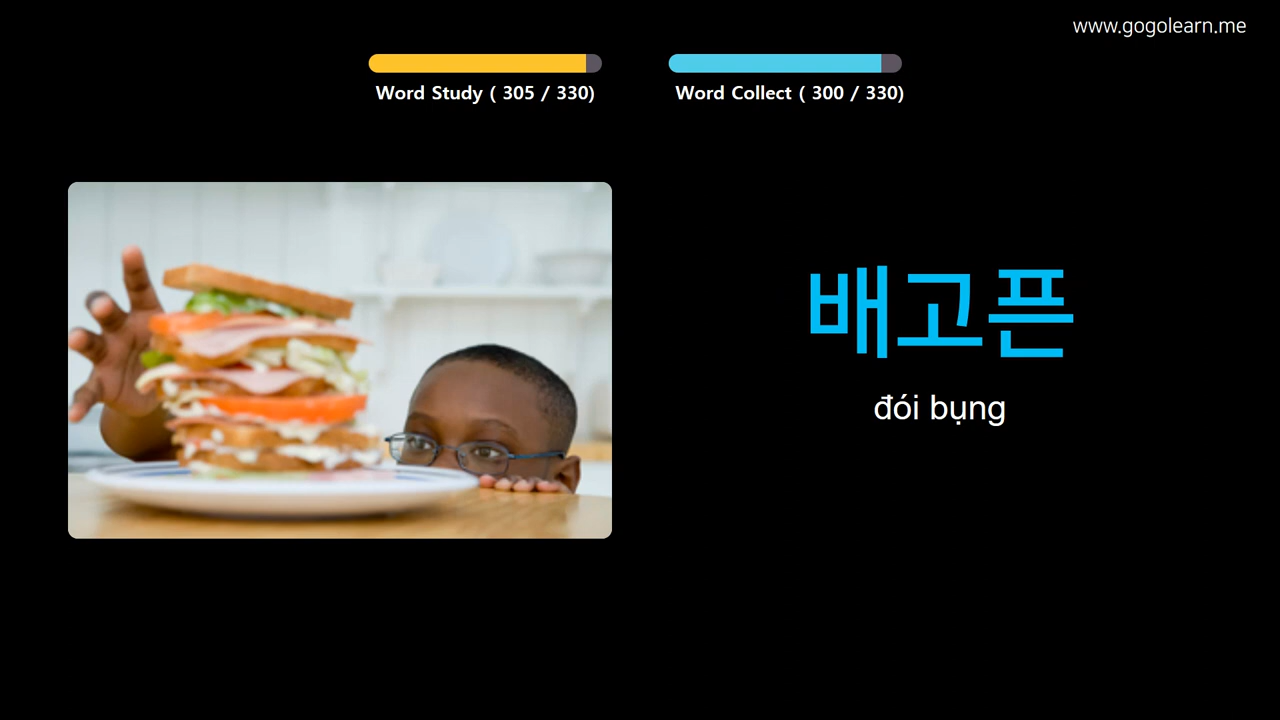 www.gogolearn.me
Word Study ( 305 / 330)
Word Collect ( 300 / 330)
배고픈
đói bụng